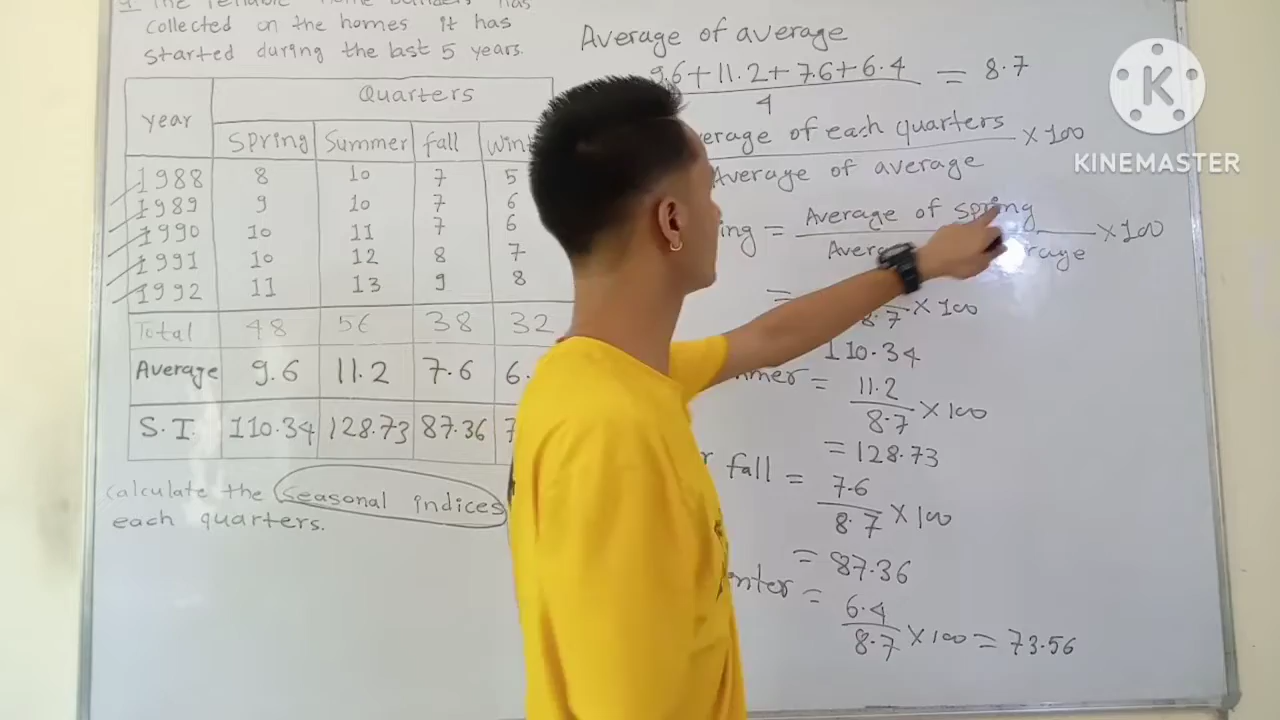 collected on the homes it has
started during the last 5 years.
year Quarters
Spring Summer fall
1988 8 10 7 5
1989 9 10 7 6
1990 10 11 7 6
1991 10 12 8 7
1992 11 13 9 8
Total 48 56 38 32
Average 9.6 11.2 7.6 6.
S.I. 110.34 128.73 87.36 7
Calculate the seasonal indices
each quarters.
Average of average
9.6+11.2+7.6+6.4 = 8.7
4
of each quarters × 100
Average of average
= Average of spring × 100
=
8.7 × 100
110.34
= 11.2
8.7 × 100
= 128.73
fall = 7.6
8.7 × 100
= 87.36
= 6.4
8.7 × 100 = 73.56
K
KINEMASTER